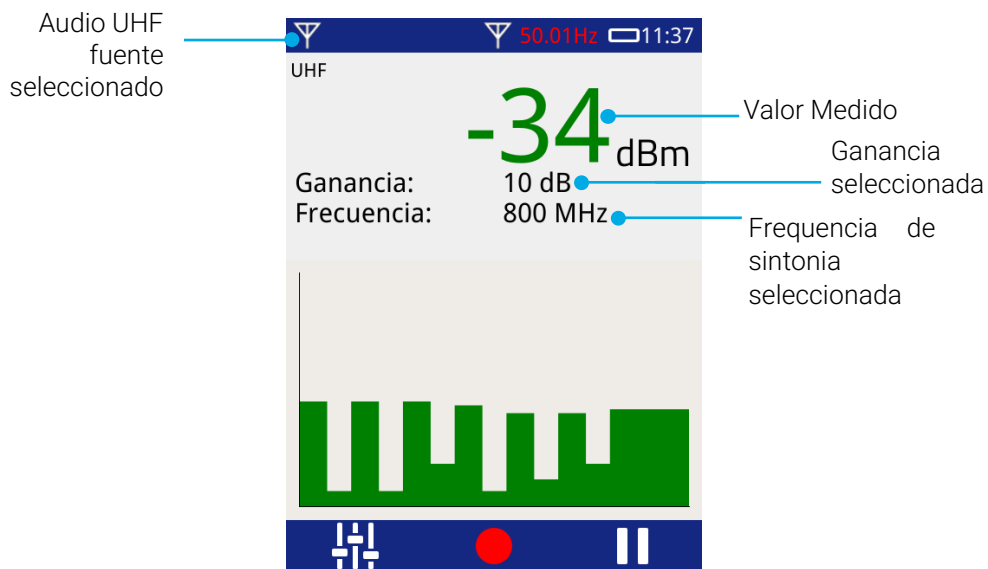 Audio UHF
fuente
seleccionado
50.01Hz 11:37
UHF
-34 dBm
Ganancia: 10 dB
Frecuencia: 800 MHz
Valor Medido
Ganancia
seleccionada
Frequencia de
sintonia
seleccionada